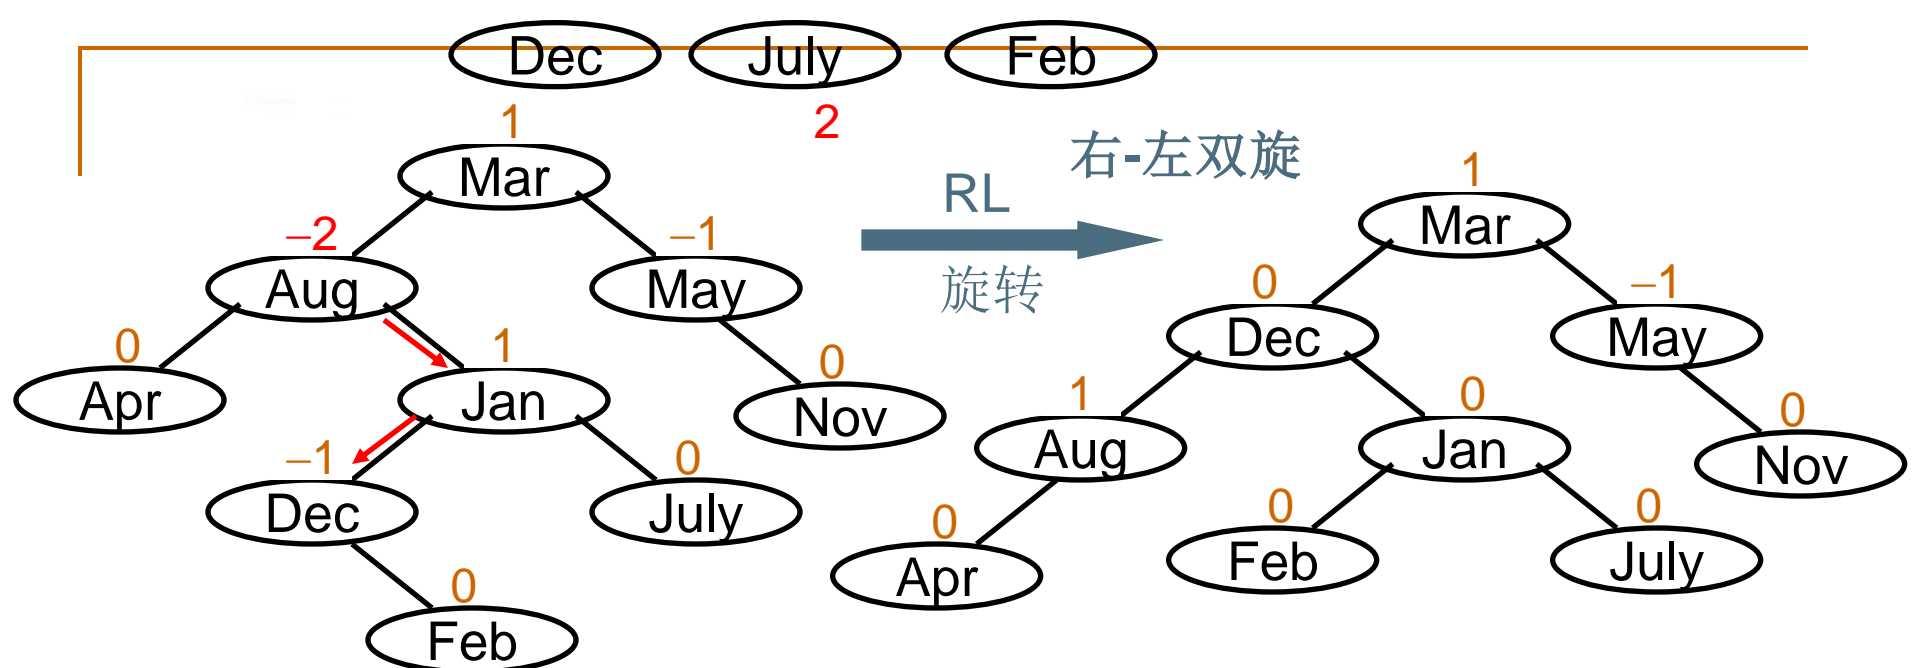 Dec July Feb
1 2
Mar
右-左双旋
1
RL
Mar
–2 –1
Aug May
旋转
0 –1
Dec May
0 1 0
Apr Jan Nov
1 0 0
Aug Jan Nov
–1 0
Dec July
0 0 0
Apr Feb July
0
Feb